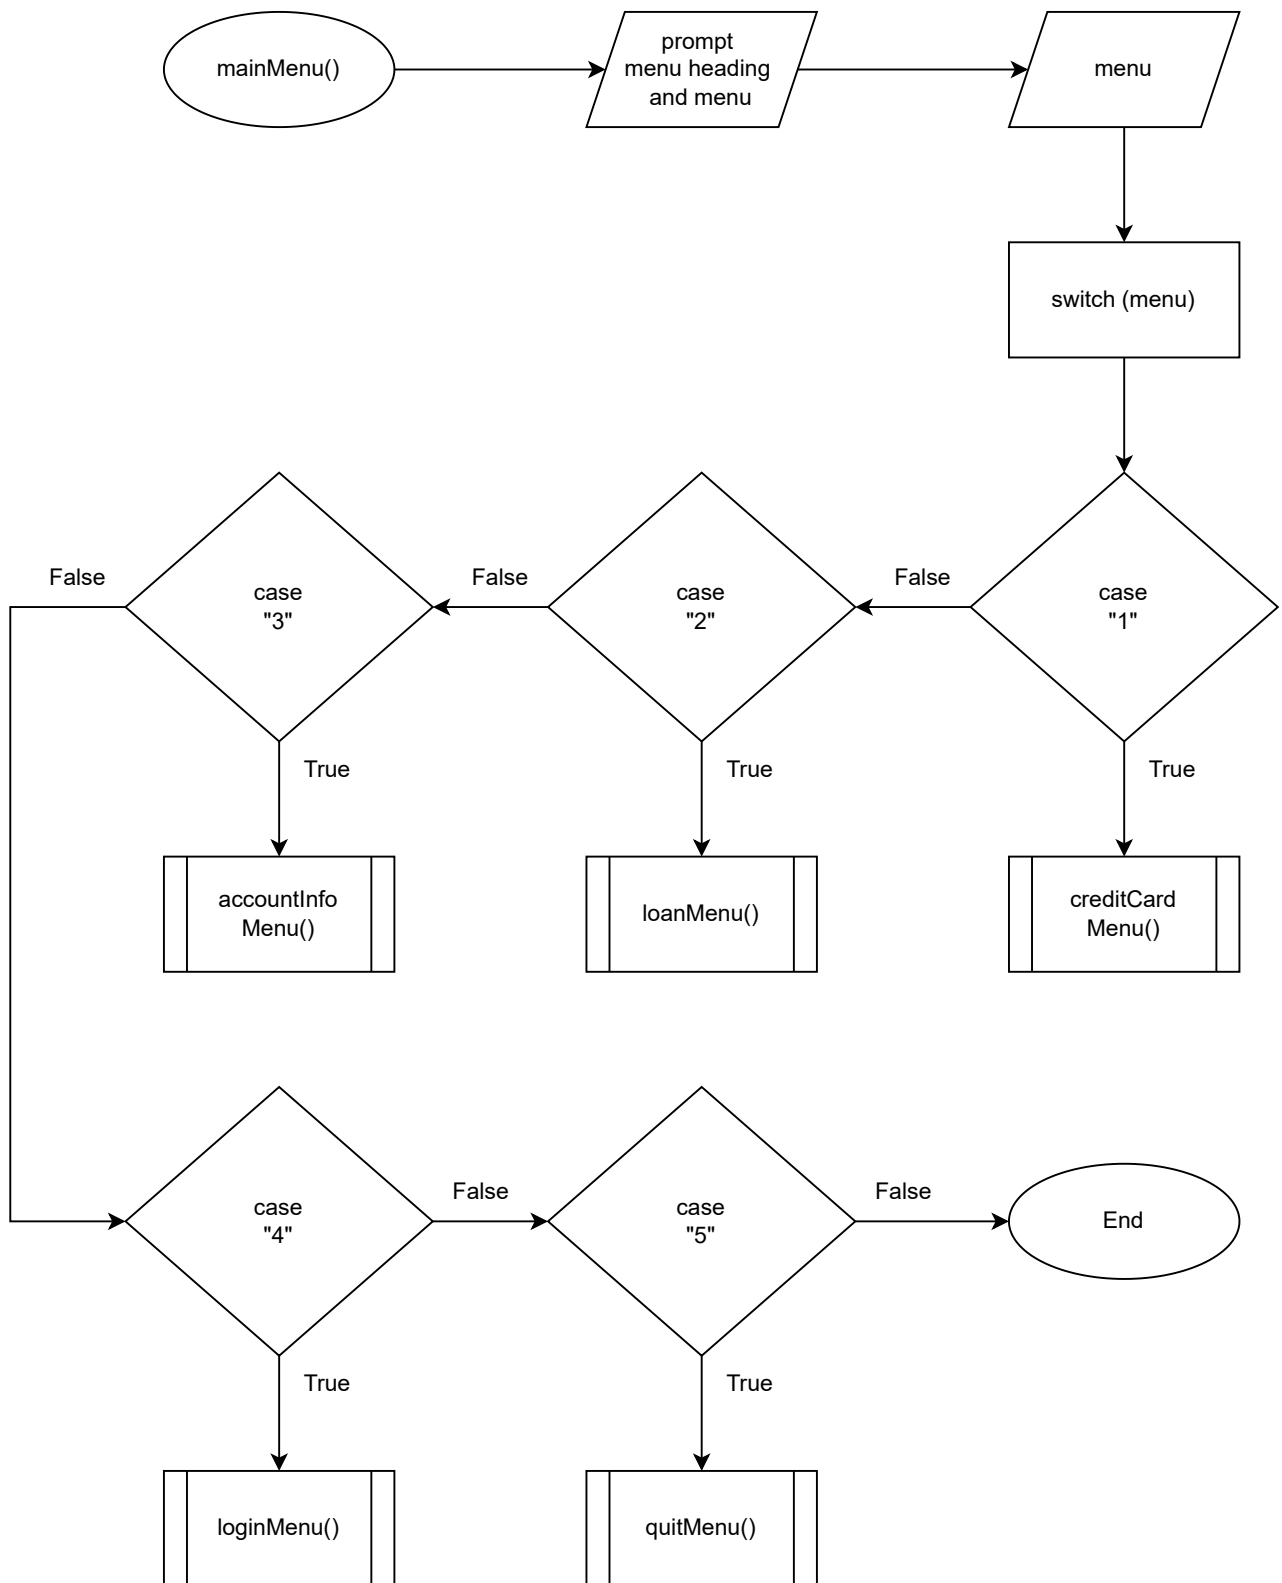 mainMenu()
prompt
menu heading
and menu
menu
switch (menu)
False
case
"3"
False
case
"2"
False
case
"1"
True
True
True
accountInfo
Menu()
loanMenu()
creditCard
Menu()
case
"4"
False
case
"5"
False
End
True
True
loginMenu()
quitMenu()